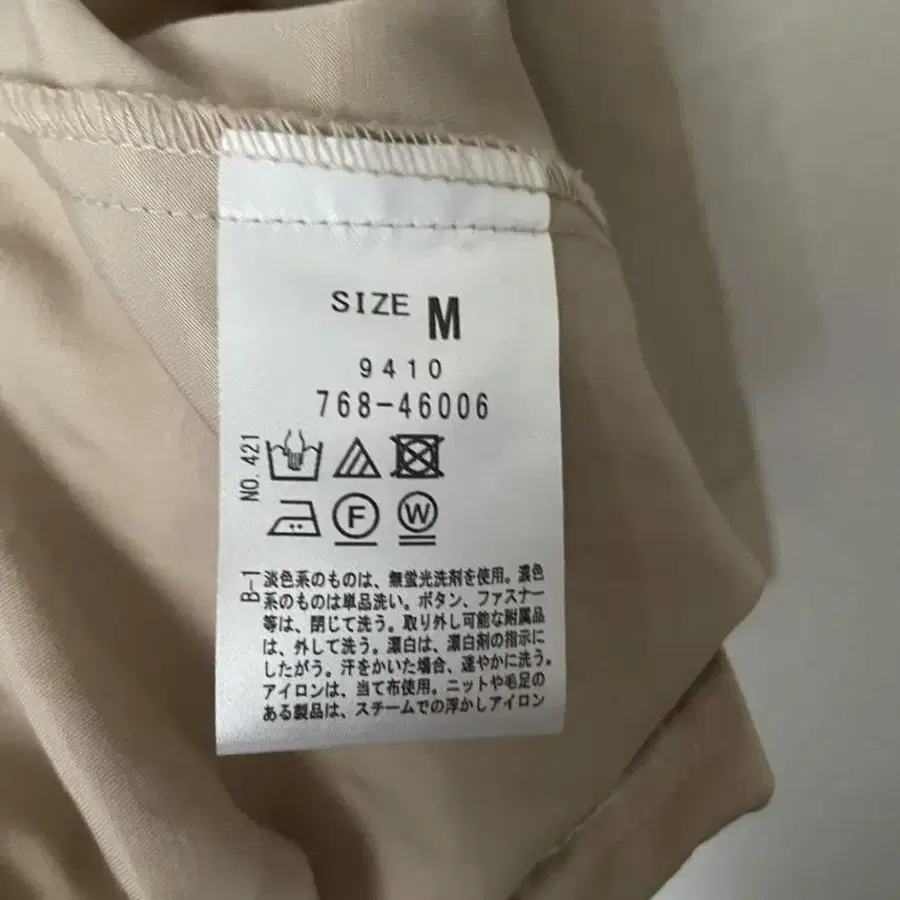 SIZE M
9410
768-46006
NO. 421
F W
B-1
淡色系のものは、無蛍光洗剤を使用。濃色
系のものは単品洗い。ボタン、ファスナー
等は、閉じて洗う。取り外し可能な附属品
は、外して洗う。漂白は、漂白剤の指示に
したがう。汗をかいた場合、速やかに洗う。
アイロンは、当て布使用。ニットや毛足の
ある製品は、スチームでの浮かしアイロン